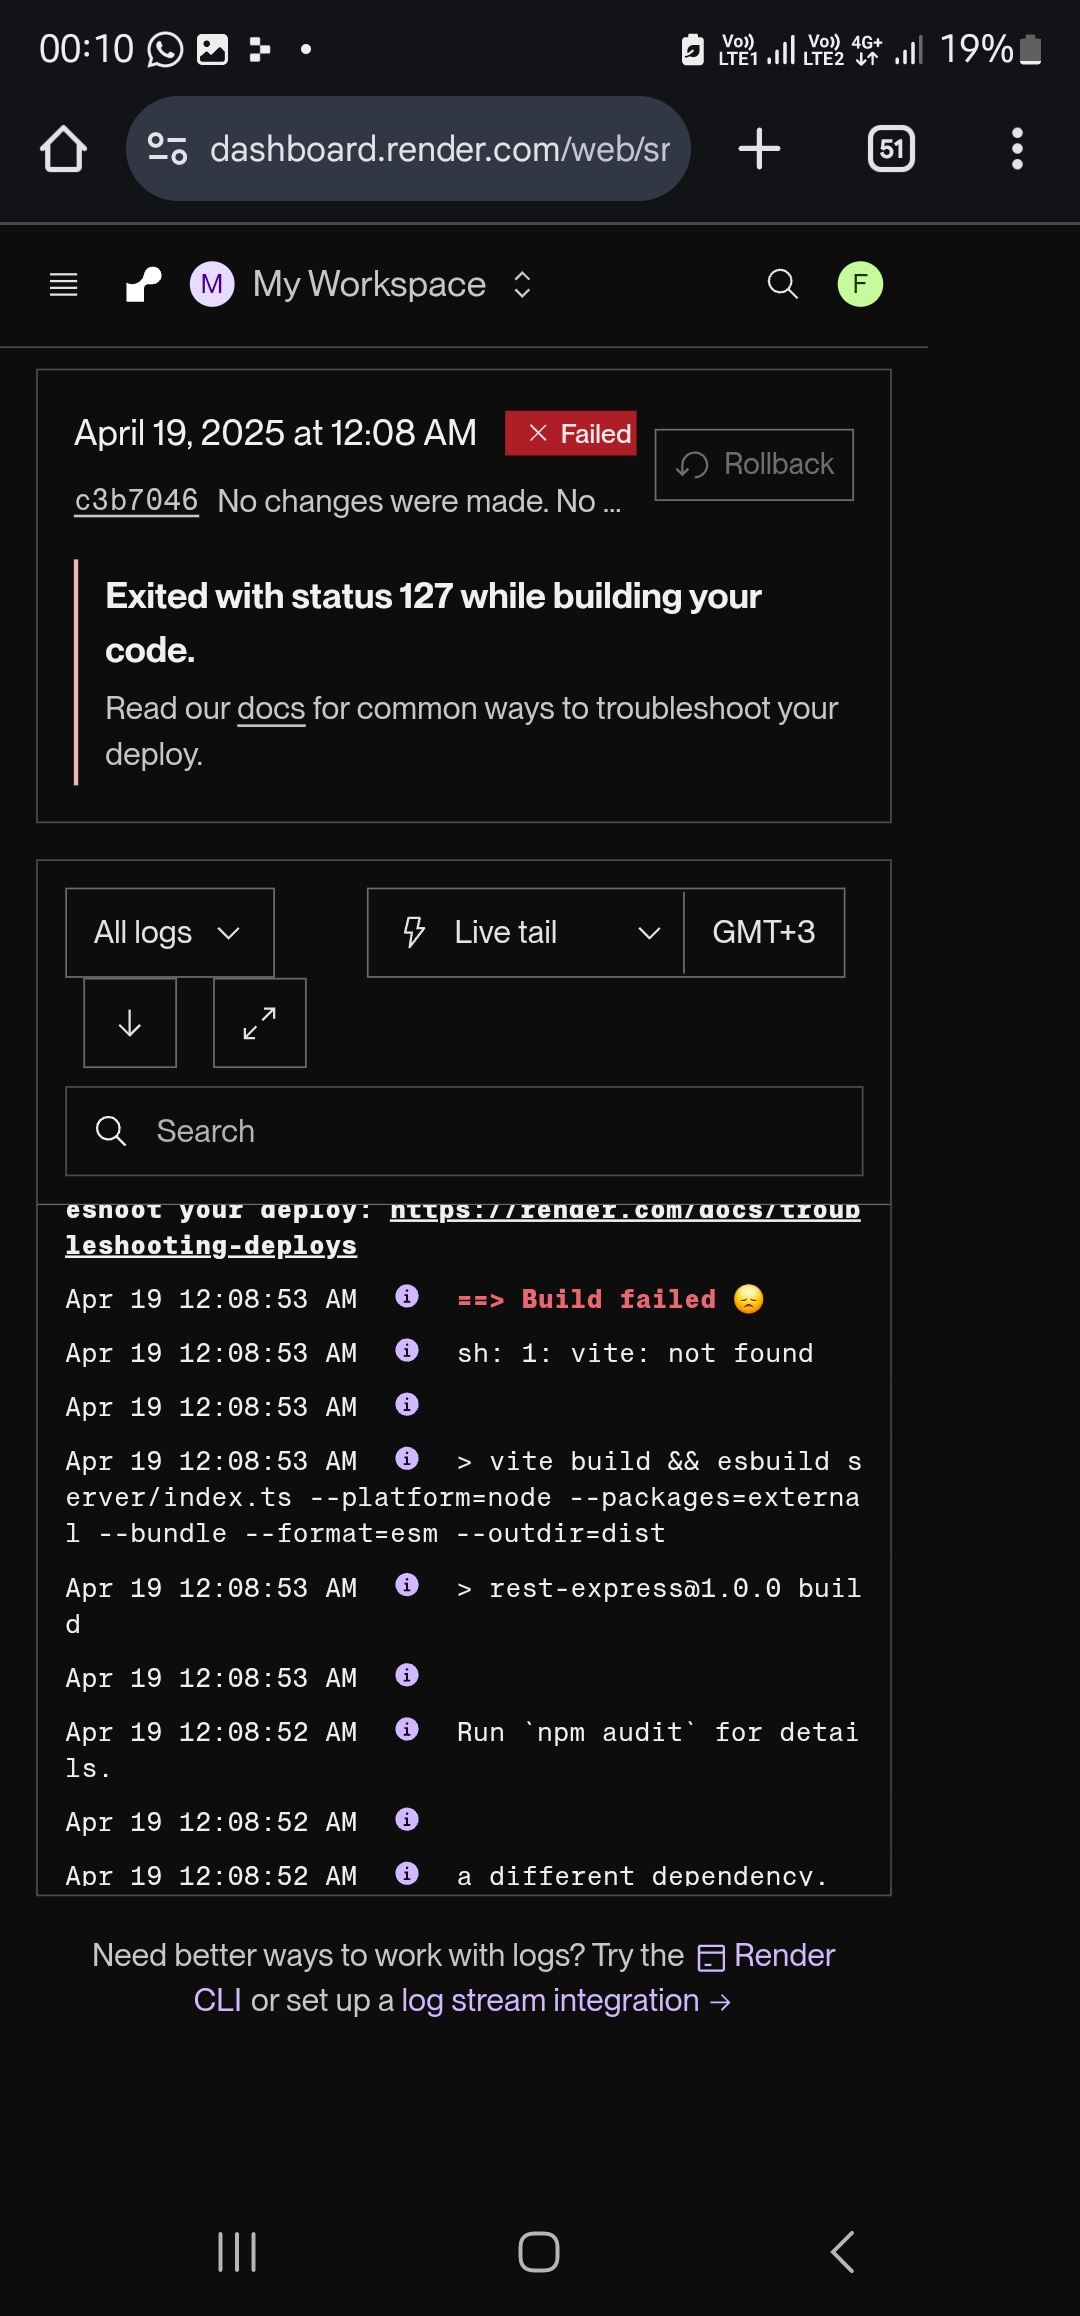 00:10
Vo)) LTE1 Vo)) LTE2 4G+ 19%
dashboard.render.com/web/sr
51
M My Workspace F
April 19, 2025 at 12:08 AM Failed
Rollback
c3b7046 No changes were made. No ...
Exited with status 127 while building your
code.
Read our docs for common ways to troubleshoot your
deploy.
All logs Live tail GMT+3
Search
eshoot your deploy: https://render.com/docs/troub
leshooting-deploys
Apr 19 12:08:53 AM i ==> Build failed 😞
Apr 19 12:08:53 AM i sh: 1: vite: not found
Apr 19 12:08:53 AM i
Apr 19 12:08:53 AM i > vite build && esbuild s
erver/index.ts --platform=node --packages=externa
l --bundle --format=esm --outdir=dist
Apr 19 12:08:53 AM i > rest-express@1.0.0 buil
d
Apr 19 12:08:53 AM i
Apr 19 12:08:52 AM i Run `npm audit` for detai
ls.
Apr 19 12:08:52 AM i
Apr 19 12:08:52 AM i a different dependency.
Need better ways to work with logs? Try the Render
CLI or set up a log stream integration →